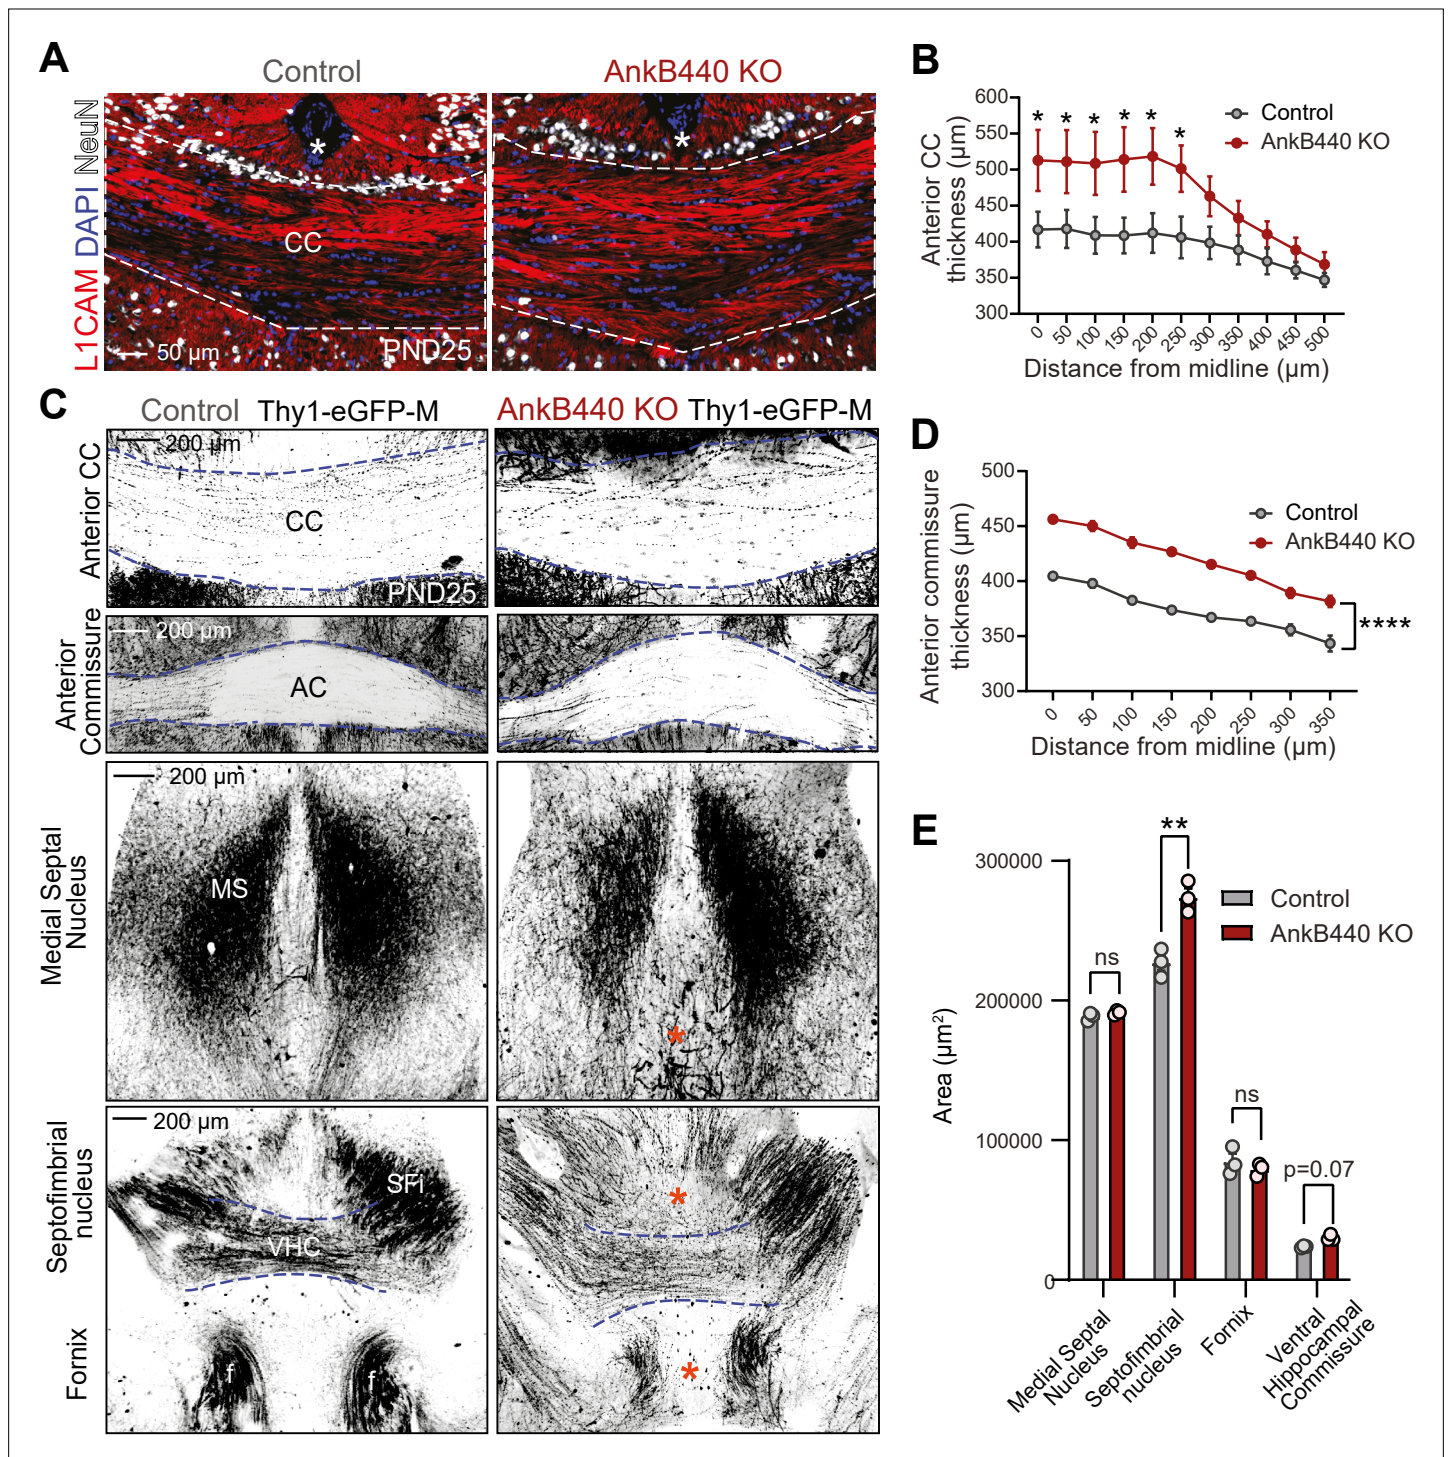 A
Control
AnkB440 KO
L1CAM DAPI NeuN
*
*
CC
50 µm
PND25
B
Anterior CC
thickness (µm)
600
550
500
450
400
350
300
* * * * * *
Control
AnkB440 KO
0 50 100 150 200 250 300 350 400 450 500
Distance from midline (µm)
C
Control Thy1-eGFP-M
AnkB440 KO Thy1-eGFP-M
Anterior CC
200 µm
CC
PND25
Anterior
Commissure
200 µm
AC
Medial Septal
Nucleus
200 µm
MS
*
Septofimbrial
nucleus
200 µm
SFi
VHC
*
Fornix
f
f
*
D
Anterior commissure
thickness (µm)
500
450
400
350
300
Control
AnkB440 KO
****
0 50 100 150 200 250 300 350
Distance from midline (µm)
E
Area (µm²)
300000
200000
100000
0
**
ns
ns
p=0.07
Control
AnkB440 KO
Medial Septal
Nucleus
Septofimbrial
nucleus
Fornix
Ventral
Hippocampal
Commissure